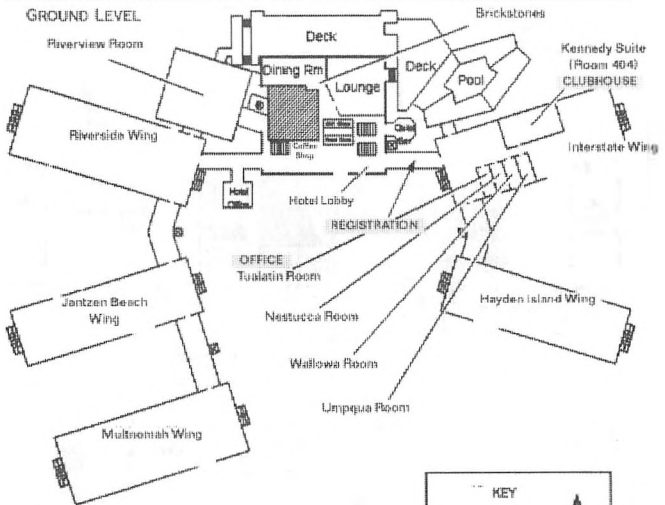 GROUND LEVEL
Brickstones
Riverview Room
Deck
Kennedy Suite
(Room 404)
CLUBHOUSE
Dining Rm
Lounge
Deck
Pool
Riverside Wing
Interstate Wing
Coffee
Shop
Hotel
Office
Hotel Lobby
REGISTRATION
OFFICE
Tualatin Room
Jantzen Beach
Wing
Nestucca Room
Hayden Island Wing
Wallowa Room
Umpqua Room
Multnomah Wing
KEY